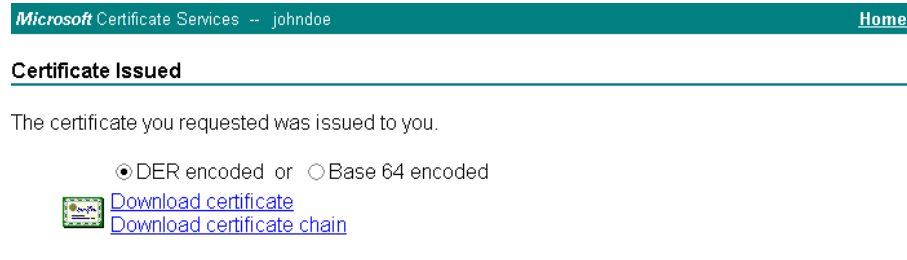 Microsoft Certificate Services -- johndoe Home
Certificate Issued
The certificate you requested was issued to you.
DER encoded or Base 64 encoded
Download certificate
Download certificate chain